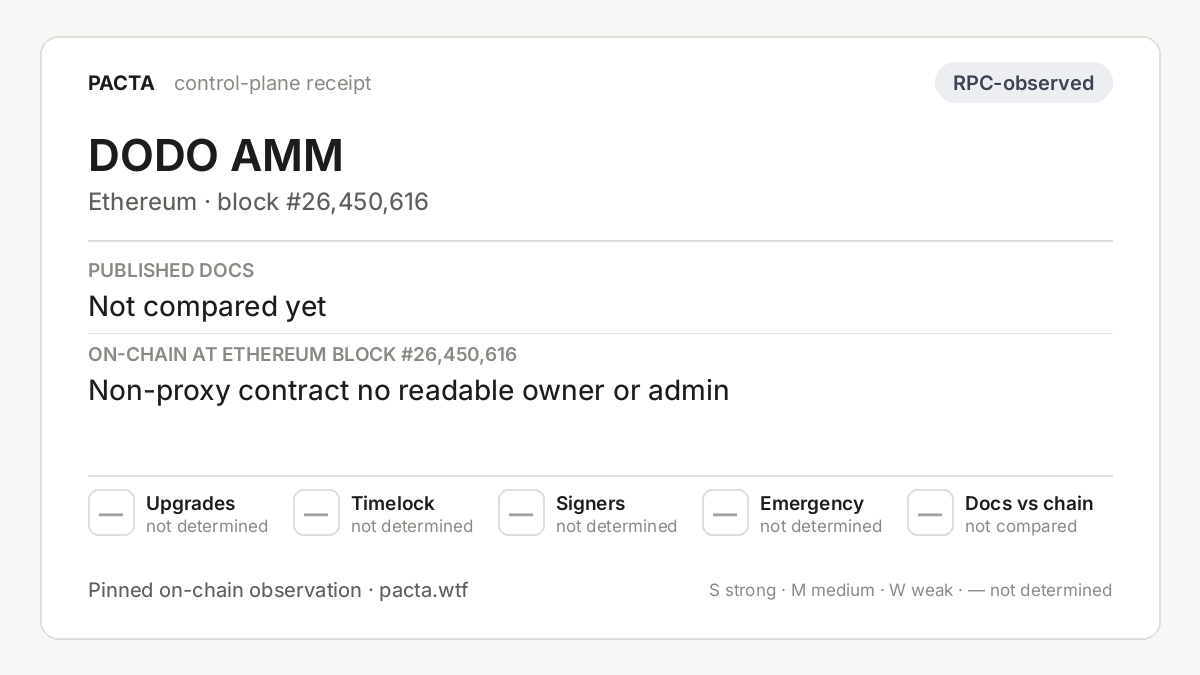 PACTA control-plane receipt
RPC-observed
DODO AMM
Ethereum · block #26,450,616
PUBLISHED DOCS
Not compared yet
ON-CHAIN AT ETHEREUM BLOCK #26,450,616
Non-proxy contract no readable owner or admin
— Upgrades
not determined
— Timelock
not determined
— Signers
not determined
— Emergency
not determined
— Docs vs chain
not compared
Pinned on-chain observation · pacta.wtf
S strong · M medium · W weak · — not determined